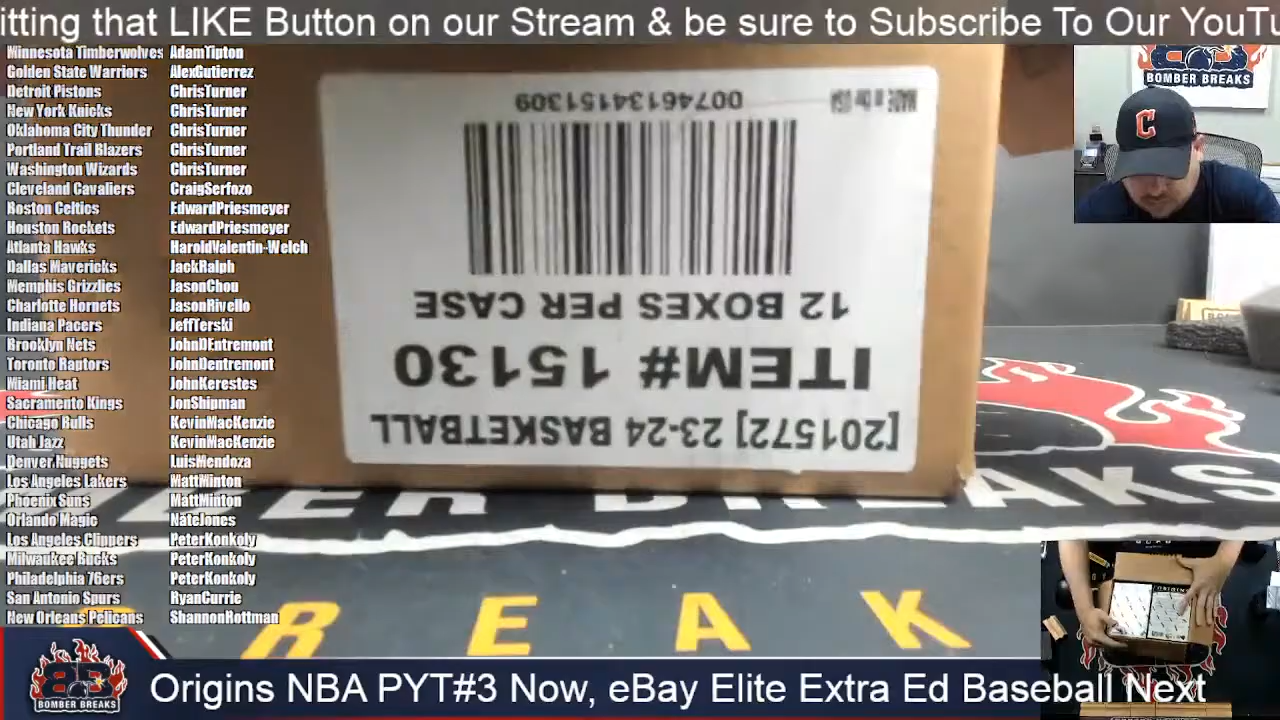 itting that LIKE Button on our Stream & be sure to Subscribe To Our YouTu
Minnesota Timberwolves AdamTipton
Golden State Warriors AlexGutierrez
Detroit Pistons ChrisTurner
New York Knicks ChrisTurner
Oklahoma City Thunder ChrisTurner
Portland Trail Blazers ChrisTurner
Washington Wizards ChrisTurner
Cleveland Cavaliers CraigSerfozo
Boston Celtics EdwardPriesmeyer
Houston Rockets EdwardPriesmeyer
Atlanta Hawks HaroldValentin-Welch
Dallas Mavericks JackRalph
Memphis Grizzlies JasonChou
Charlotte Hornets JasonRivello
Indiana Pacers JeffTerski
Brooklyn Nets JohnDEntremont
Toronto Raptors JohnDentremont
Miami Heat JohnKerestes
Sacramento Kings JonShipman
Chicago Bulls KevinMacKenzie
Utah Jazz KevinMacKenzie
Denver Nuggets LuisMendoza
Los Angeles Lakers MattMinton
Phoenix Suns MattMinton
Orlando Magic NateJones
Los Angeles Clippers PeterKonkoly
Milwaukee Bucks PeterKonkoly
Philadelphia 76ers PeterKonkoly
San Antonio Spurs RyanCurrie
New Orleans Pelicans ShannonRottman
[201572] 23-24 BASKETBALL
ITEM# 15130
12 BOXES PER CASE
00746134151309
MADE in the USA
BOMBER BREAKS
C
BREAK
BOMBER BREAKS
Origins NBA PYT#3 Now, eBay Elite Extra Ed Baseball Next